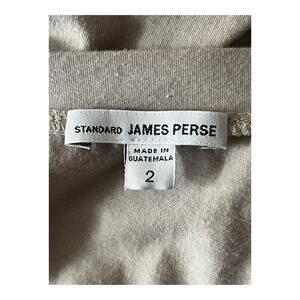 STANDARD JAMES PERSE
MADE IN
GUATEMALA
2